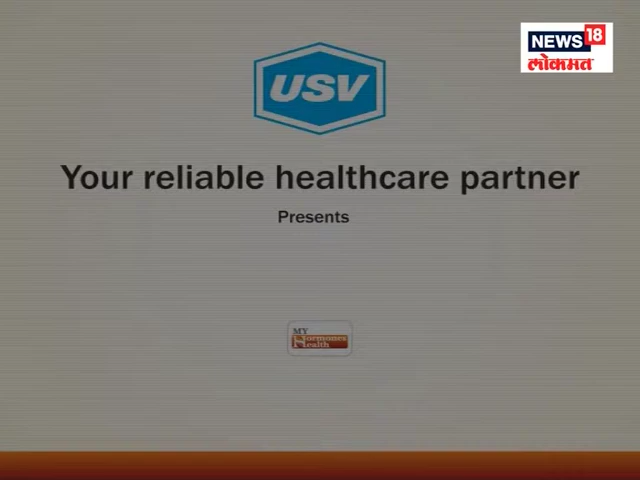 NEWS 18
लोकमत
USV
Your reliable healthcare partner
Presents
MY
Hormones
Health